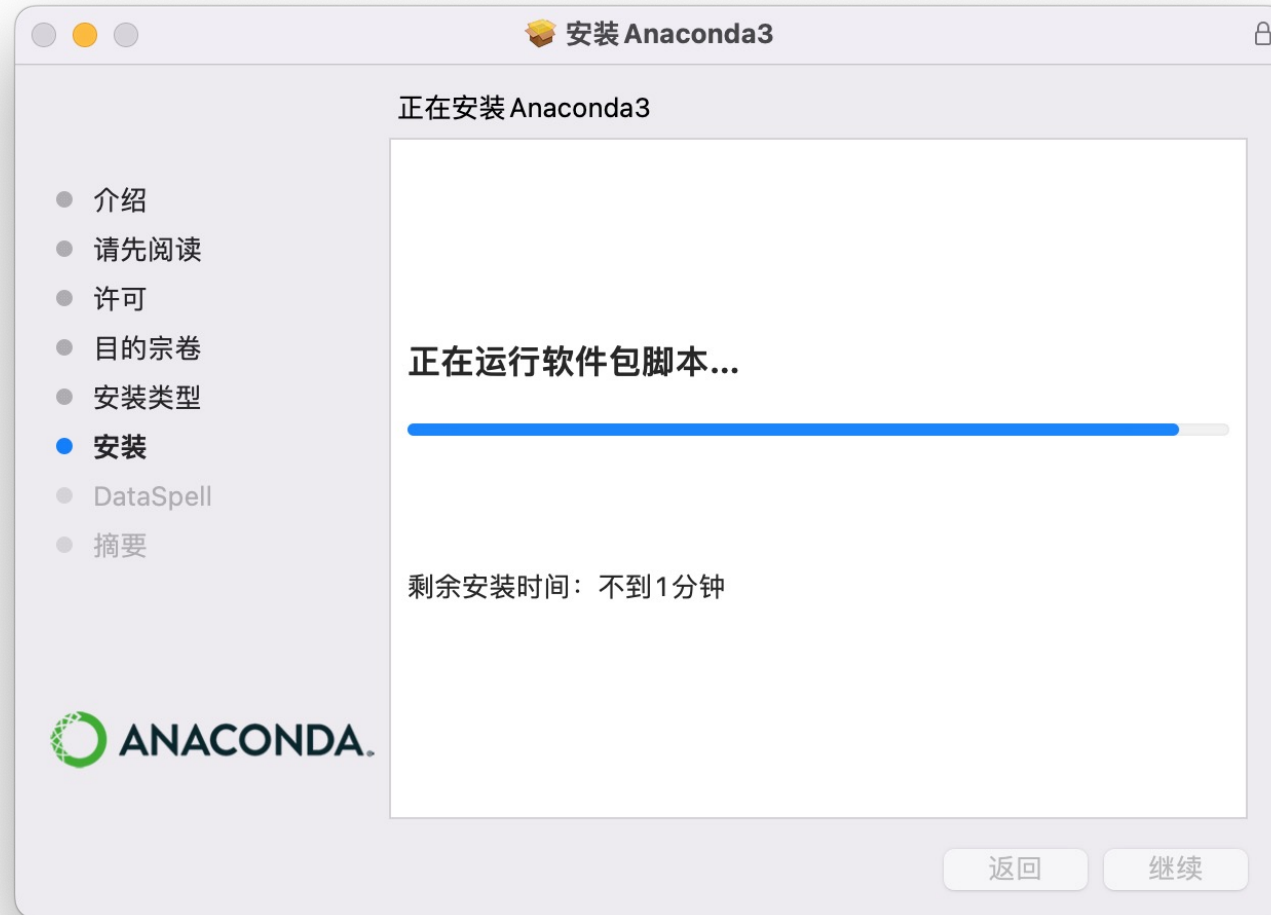 安装 Anaconda3
正在安装 Anaconda3
介绍
请先阅读
许可
目的宗卷
安装类型
安装
DataSpell
摘要
正在运行软件包脚本...
剩余安装时间：不到1分钟
ANACONDA.
返回
继续